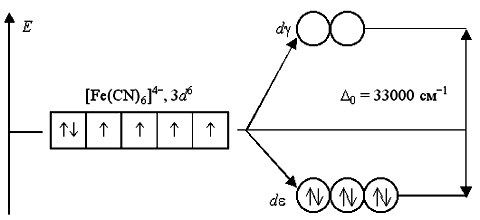 E
dγ
[Fe(CN)₆]⁴⁻, 3d⁶
Δ₀ = 33000 см⁻¹
↑↓ ↑ ↑ ↑ ↑
dε ↑↓ ↑↓ ↑↓